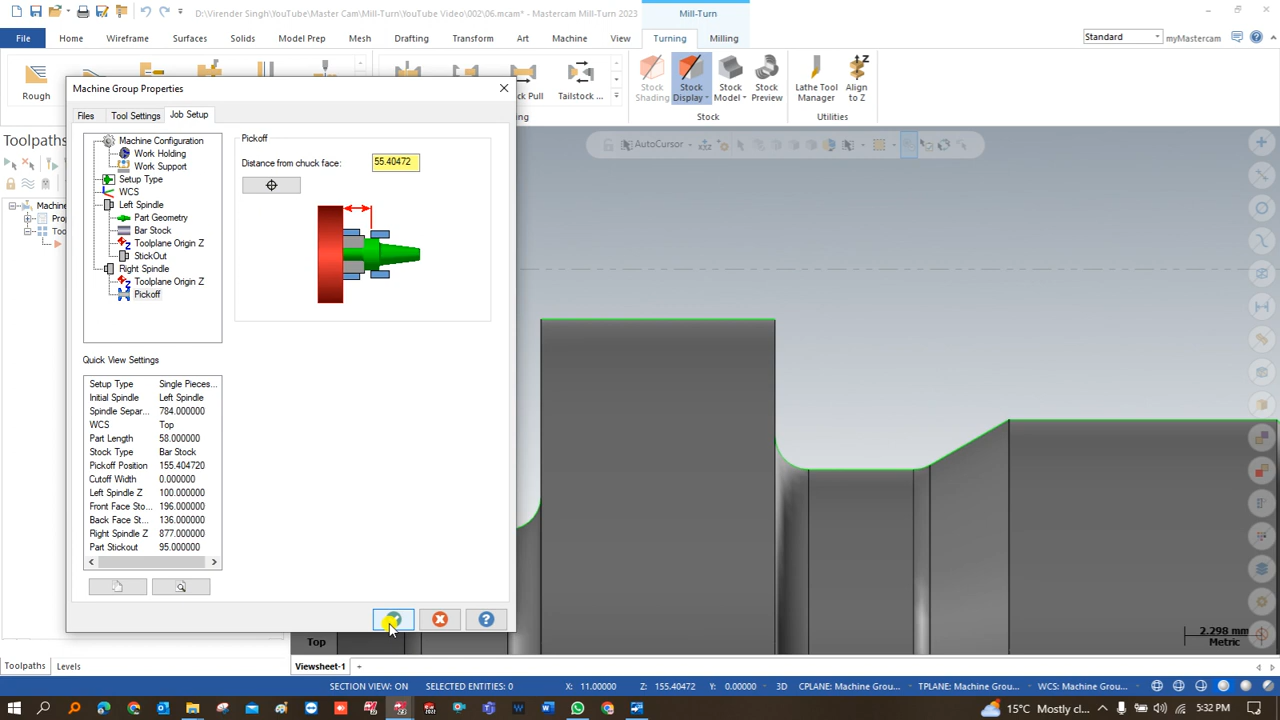 D:\Virender Singh\YouTube\Master Cam\Mill-Turn\YouTube Video\002\06.mcam* - Mastercam Mill-Turn 2023
Mill-Turn
File
Home
Wireframe
Surfaces
Solids
Model Prep
Mesh
Drafting
Transform
Art
Machine
View
Turning
Milling
Standard
myMastercam
Rough
Pull
Tailstock ...
Stock Shading
Stock Display
Stock Model
Stock Preview
Lathe Tool Manager
Align to Z
Stock
Utilities
Toolpaths
Machine Group Properties
Files
Tool Settings
Job Setup
Machine Configuration
Work Holding
Work Support
Setup Type
WCS
Left Spindle
Part Geometry
Bar Stock
Toolplane Origin Z
StickOut
Right Spindle
Toolplane Origin Z
Pickoff
Pickoff
Distance from chuck face:
55.40472
AutoCursor
Quick View Settings
Setup Type Single Pieces...
Initial Spindle Left Spindle
Spindle Separ... 784.000000
WCS Top
Part Length 58.000000
Stock Type Bar Stock
Pickoff Position 155.404720
Cutoff Width 0.000000
Left Spindle Z 100.000000
Front Face Sto... 196.000000
Back Face St... 136.000000
Right Spindle Z 877.000000
Part Stickout 95.000000
Top
2.298 mm
Metric
Toolpaths
Levels
Viewsheet-1
SECTION VIEW: ON
SELECTED ENTITIES: 0
X: 11.00000
Z: 155.40472
Y: 0.00000
3D
CPLANE: Machine Grou...
TPLANE: Machine Grou...
WCS: Machine Grou...
15°C Mostly cl...
5:32 PM